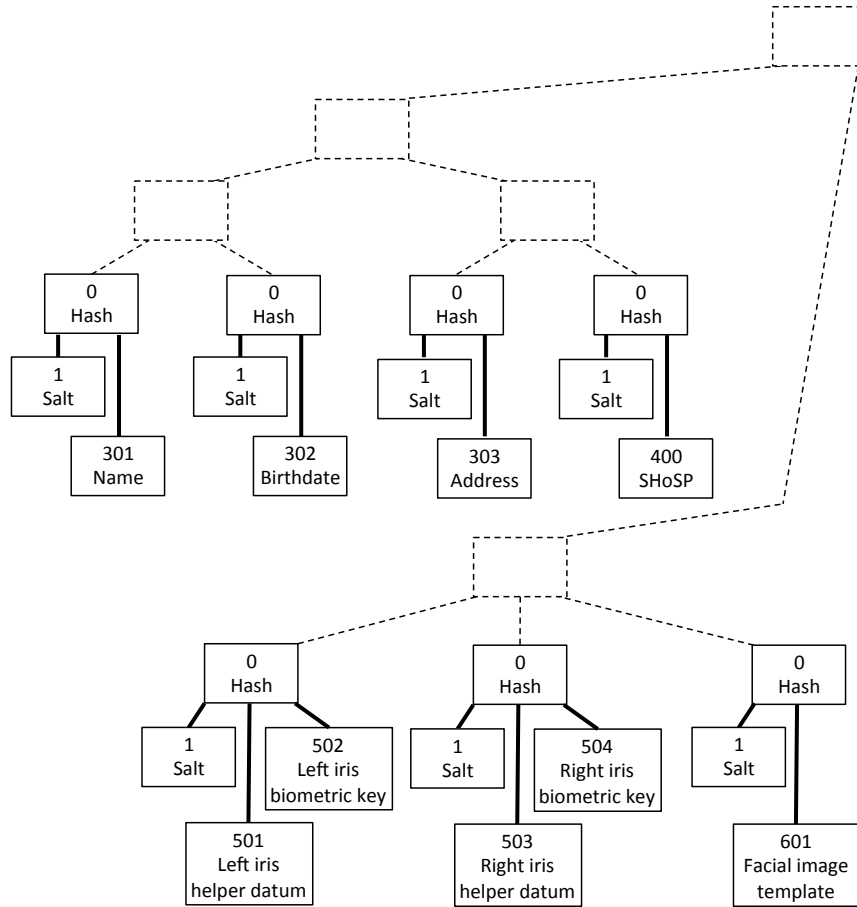 0
Hash
0
Hash
0
Hash
0
Hash
1
Salt
1
Salt
1
Salt
1
Salt
301
Name
302
Birthdate
303
Address
400
SHoSP
0
Hash
0
Hash
0
Hash
1
Salt
502
Left iris
biometric key
1
Salt
504
Right iris
biometric key
1
Salt
501
Left iris
helper datum
503
Right iris
helper datum
601
Facial image
template